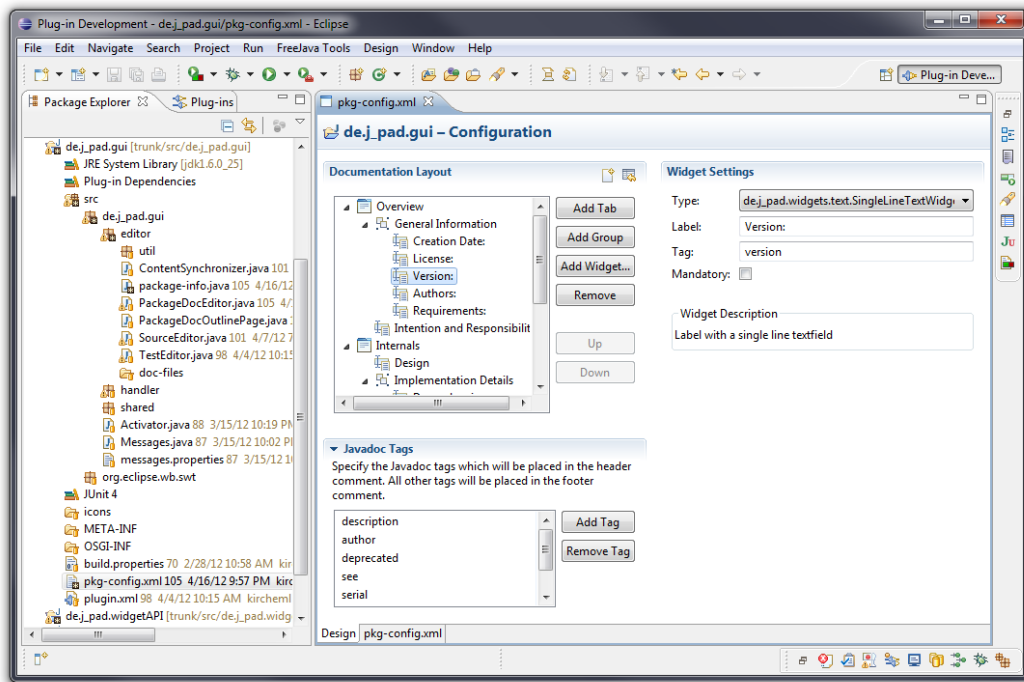 Plug-in Development - de.j_pad.gui/pkg-config.xml - Eclipse
File Edit Navigate Search Project Run FreeJava Tools Design Window Help
Plug-in Deve...
Package Explorer
Plug-ins
de.j_pad.gui [trunk/src/de.j_pad.gui]
JRE System Library [jdk1.6.0_25]
Plug-in Dependencies
src
de.j_pad.gui
editor
util
ContentSynchronizer.java 101
package-info.java 105 4/16/12
PackageDocEditor.java 105 4/
PackageDocOutlinePage.java
SourceEditor.java 101 4/7/12
TestEditor.java 98 4/4/12 10:15
doc-files
handler
shared
Activator.java 88 3/15/12 10:19 PM
Messages.java 87 3/15/12 10:02 PM
messages.properties 87 3/15/12
org.eclipse.wb.swt
JUnit 4
icons
META-INF
OSGI-INF
build.properties 70 2/28/12 10:58 AM kirc
pkg-config.xml 105 4/16/12 9:57 PM kirc
plugin.xml 98 4/4/12 10:15 AM kircheml
de.j_pad.widgetAPI [trunk/src/de.j_pad.widg
pkg-config.xml
de.j_pad.gui – Configuration
Documentation Layout
Overview
General Information
Creation Date:
License:
Version:
Authors:
Requirements:
Intention and Responsibilit
Internals
Design
Implementation Details
Add Tab
Add Group
Add Widget...
Remove
Up
Down
Javadoc Tags
Specify the Javadoc tags which will be placed in the header
comment. All other tags will be placed in the footer
comment.
description
author
deprecated
see
serial
Add Tag
Remove Tag
Widget Settings
Type: de.j_pad.widgets.text.SingleLineTextWidge
Label: Version:
Tag: version
Mandatory:
Widget Description
Label with a single line textfield
Design pkg-config.xml
Ju